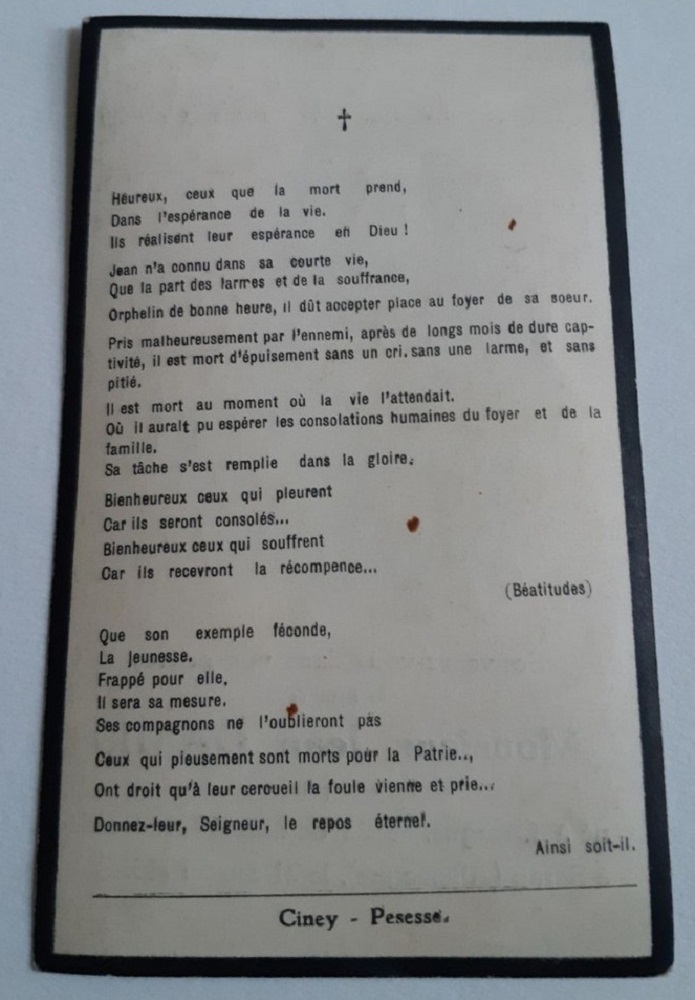 Heureux, ceux que la mort prend,
Dans l'espérance de la vie.
Ils réalisent leur espérance en Dieu !
Jean n'a connu dans sa courte vie,
Que la part des larmes et de la souffrance,
Orphelin de bonne heure, il dût accepter place au foyer de sa soeur.
Pris malheureusement par l'ennemi, après de longs mois de dure cap-
tivité, il est mort d'épuisement sans un cri. sans une larme, et sans
pitié.
Il est mort au moment où la vie l'attendait.
Où il aurait pu espérer les consolations humaines du foyer et de la
famille.
Sa tâche s'est remplie dans la gloire.
Bienheureux ceux qui pleurent
Car ils seront consolés...
Bienheureux ceux qui souffrent
Car ils recevront la récompence...
(Béatitudes)
Que son exemple féconde,
La Jeunesse.
Frappé pour elle,
Il sera sa mesure.
Ses compagnons ne l'oublieront pas
Ceux qui pieusement sont morts pour la Patrie..,
Ont droit qu'à leur cercueil la foule vienne et prie...
Donnez-leur, Seigneur, le repos éternel.
Ainsi soit-il.
Ciney - Pesesse.